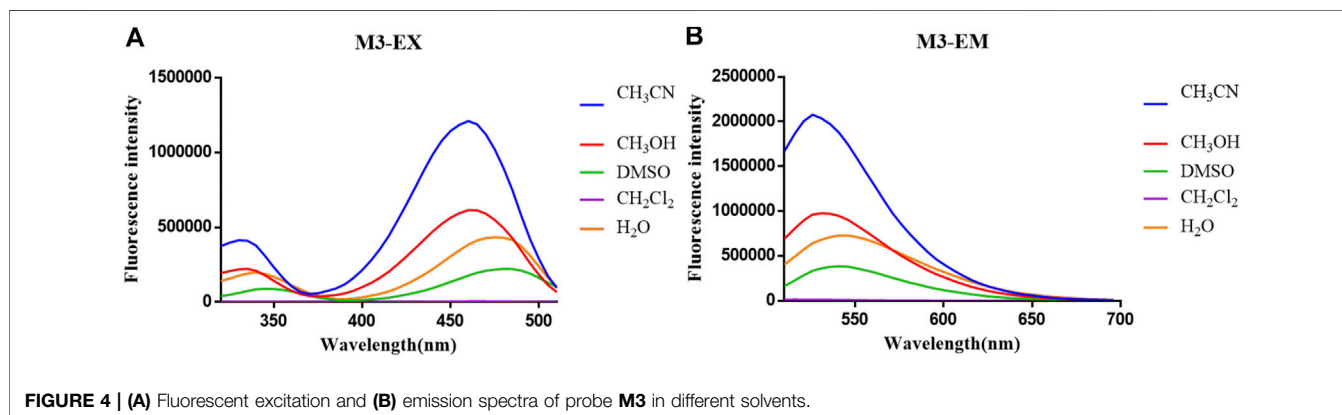 A
M3-EX
Fluorescence intensity
1500000
1000000
500000
0
350
400
450
500
Wavelength(nm)
CH₃CN
CH₃OH
DMSO
CH₂Cl₂
H₂O
B
M3-EM
Fluorescence intensity
2500000
2000000
1500000
1000000
500000
0
550
600
650
700
Wavelength(nm)
CH₃CN
CH₃OH
DMSO
CH₂Cl₂
H₂O
FIGURE 4 | (A) Fluorescent excitation and (B) emission spectra of probe M3 in different solvents.